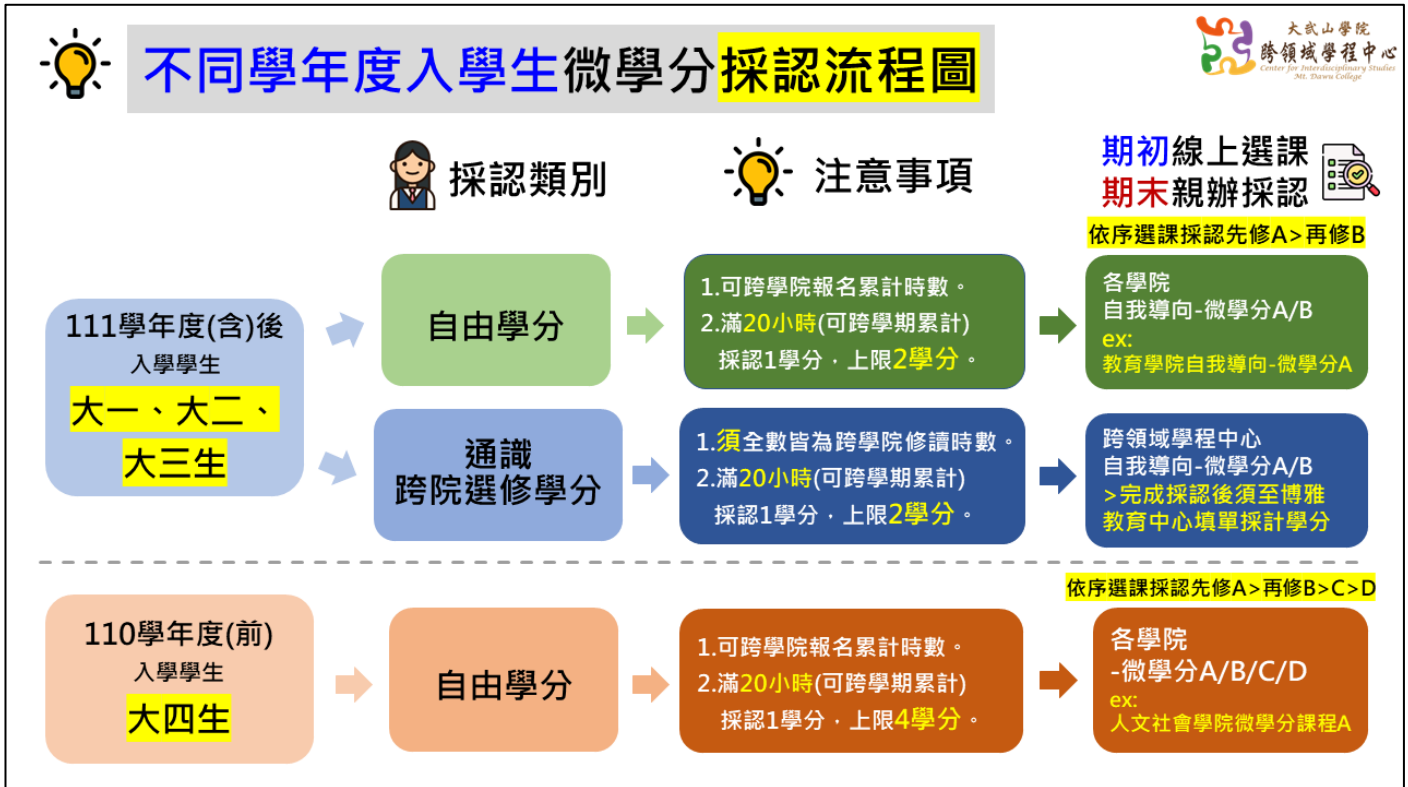 不同學年度入學生微學分採認流程圖
大武山學院
跨領域學程中心
Center for Interdisciplinary Studies
Mt. Dawu College
採認類別
注意事項
期初線上選課
期末親辦採認
依序選課採認先修A>再修B
111學年度(含)後
入學學生
大一、大二、
大三生
自由學分
1.可跨學院報名累計時數。
2.滿20小時(可跨學期累計)
採認1學分，上限2學分。
各學院
自我導向-微學分A/B
ex:
教育學院自我導向-微學分A
通識
跨院選修學分
1.須全數皆為跨學院修讀時數。
2.滿20小時(可跨學期累計)
採認1學分，上限2學分。
跨領域學程中心
自我導向-微學分A/B
>完成採認後須至博雅
教育中心填單採計學分
依序選課採認先修A>再修B>C>D
110學年度(前)
入學學生
大四生
自由學分
1.可跨學院報名累計時數。
2.滿20小時(可跨學期累計)
採認1學分，上限4學分。
各學院
-微學分A/B/C/D
ex:
人文社會學院微學分課程A